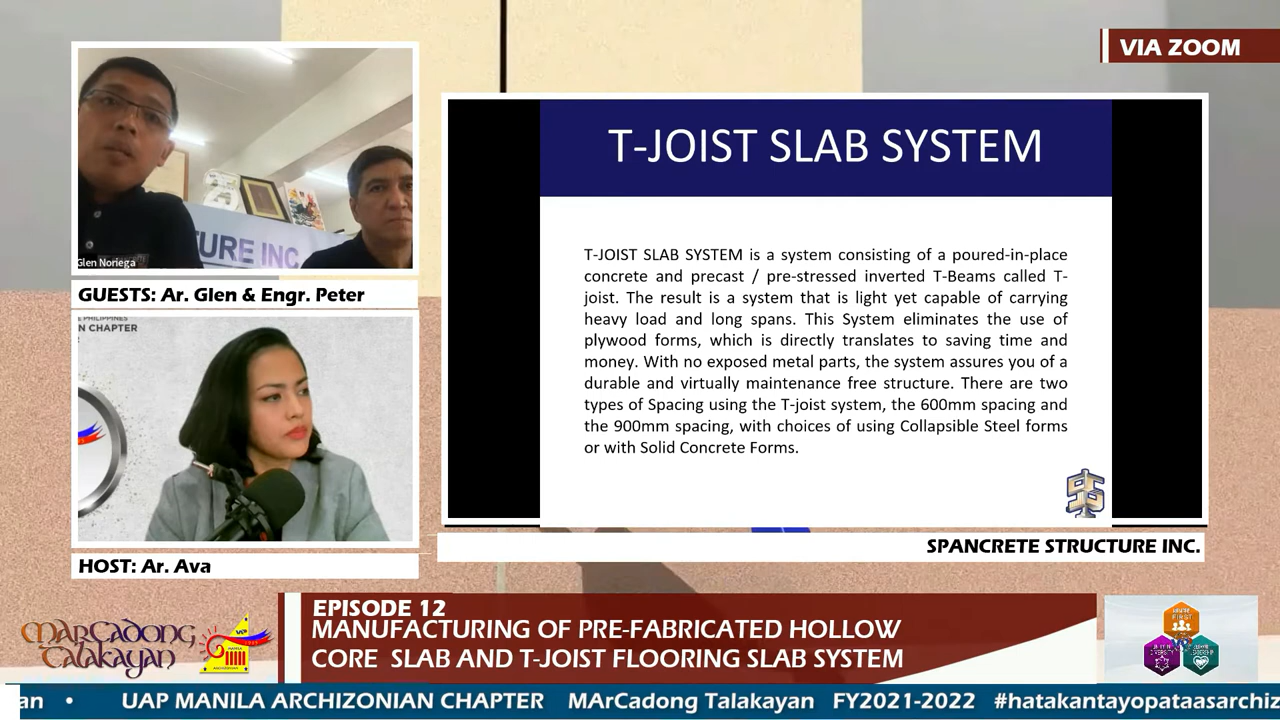 VIA ZOOM
TURE INC
Glen Noriega
GUESTS: Ar. Glen & Engr. Peter
E PHILIPPINES
N CHAPTER
HOST: Ar. Ava
T-JOIST SLAB SYSTEM
T-JOIST SLAB SYSTEM is a system consisting of a poured-in-place
concrete and precast / pre-stressed inverted T-Beams called T-
joist. The result is a system that is light yet capable of carrying
heavy load and long spans. This System eliminates the use of
plywood forms, which is directly translates to saving time and
money. With no exposed metal parts, the system assures you of a
durable and virtually maintenance free structure. There are two
types of Spacing using the T-joist system, the 600mm spacing and
the 900mm spacing, with choices of using Collapsible Steel forms
or with Solid Concrete Forms.
SPANCRETE STRUCTURE INC.
MArCadong
Talakayan
UAP
MANILA
EPISODE 12
MANUFACTURING OF PRE-FABRICATED HOLLOW
CORE SLAB AND T-JOIST FLOORING SLAB SYSTEM
an • UAP MANILA ARCHIZONIAN CHAPTER MArCadong Talakayan FY2021-2022 #hatakantayopataasarchiz